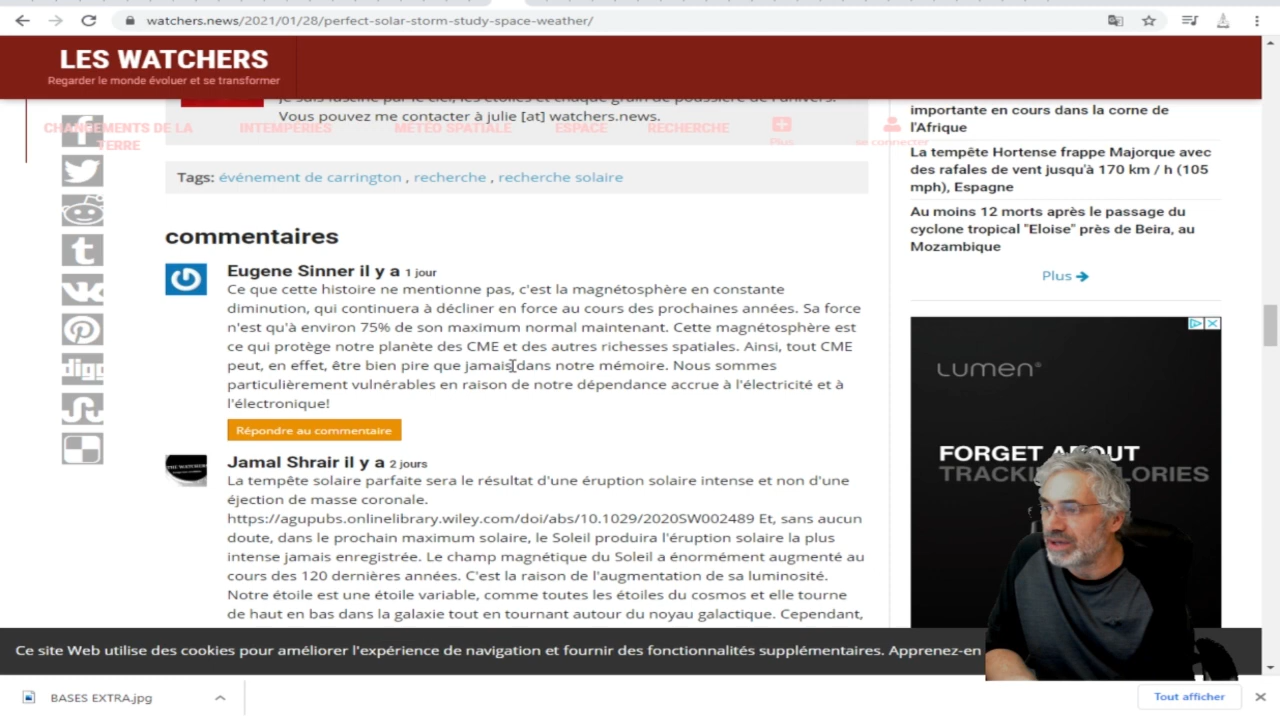 watchers.news/2021/01/28/perfect-solar-storm-study-space-weather/
LES WATCHERS
Regarder le monde évoluer et se transformer
je suis fasciné par le ciel, les étoiles et chaque grain de poussière de l'univers.
Vous pouvez me contacter à julie [at] watchers.news.
CHANGEMENTS DE LA
TERRE
INTEMPÉRIES
MÉTÉO SPATIALE
ESPACE
RECHERCHE
Plus
se connecter
Tags: événement de carrington , recherche , recherche solaire
commentaires
Eugene Sinner il y a 1 jour
Ce que cette histoire ne mentionne pas, c'est la magnétosphère en constante
diminution, qui continuera à décliner en force au cours des prochaines années. Sa force
n'est qu'à environ 75% de son maximum normal maintenant. Cette magnétosphère est
ce qui protège notre planète des CME et des autres richesses spatiales. Ainsi, tout CME
peut, en effet, être bien pire que jamais dans notre mémoire. Nous sommes
particulièrement vulnérables en raison de notre dépendance accrue à l'électricité et à
l'électronique!
Répondre au commentaire
Jamal Shrair il y a 2 jours
La tempête solaire parfaite sera le résultat d'une éruption solaire intense et non d'une
éjection de masse coronale.
https://agupubs.onlinelibrary.wiley.com/doi/abs/10.1029/2020SW002489 Et, sans aucun
doute, dans le prochain maximum solaire, le Soleil produira l'éruption solaire la plus
intense jamais enregistrée. Le champ magnétique du Soleil a énormément augmenté au
cours des 120 dernières années. C'est la raison de l'augmentation de sa luminosité.
Notre étoile est une étoile variable, comme toutes les étoiles du cosmos et elle tourne
de haut en bas dans la galaxie tout en tournant autour du noyau galactique. Cependant,
importante en cours dans la corne de
l'Afrique
La tempête Hortense frappe Majorque avec
des rafales de vent jusqu'à 170 km / h (105
mph), Espagne
Au moins 12 morts après le passage du
cyclone tropical "Eloise" près de Beira, au
Mozambique
Plus
LUMEN
FORGET ABOUT
digg
Ce site Web utilise des cookies pour améliorer l'expérience de navigation et fournir des fonctionnalités supplémentaires. Apprenez-en
BASES EXTRA.jpg
Tout afficher